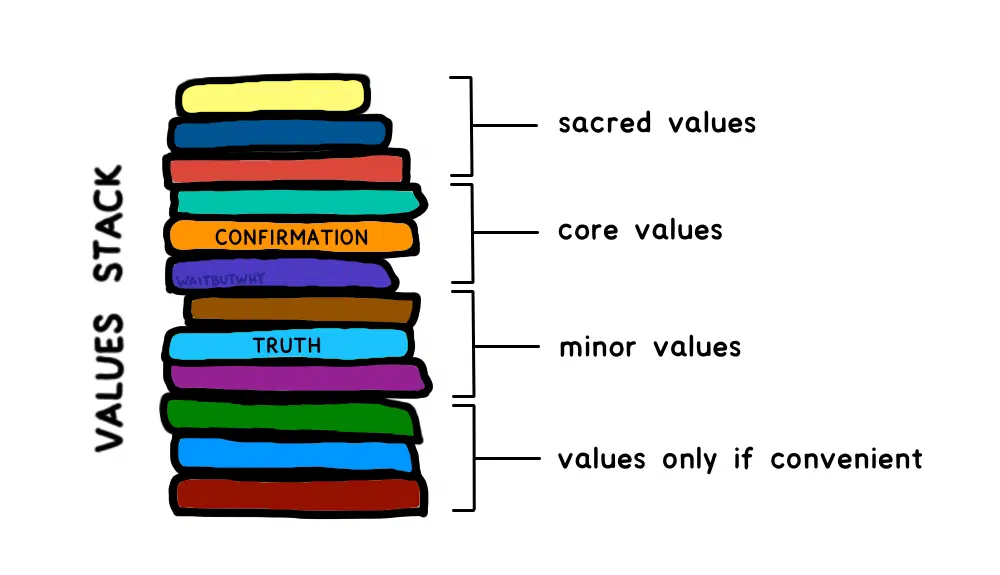 VALUES STACK
sacred values
core values
CONFIRMATION
WAITBUTWHY
minor values
TRUTH
values only if convenient